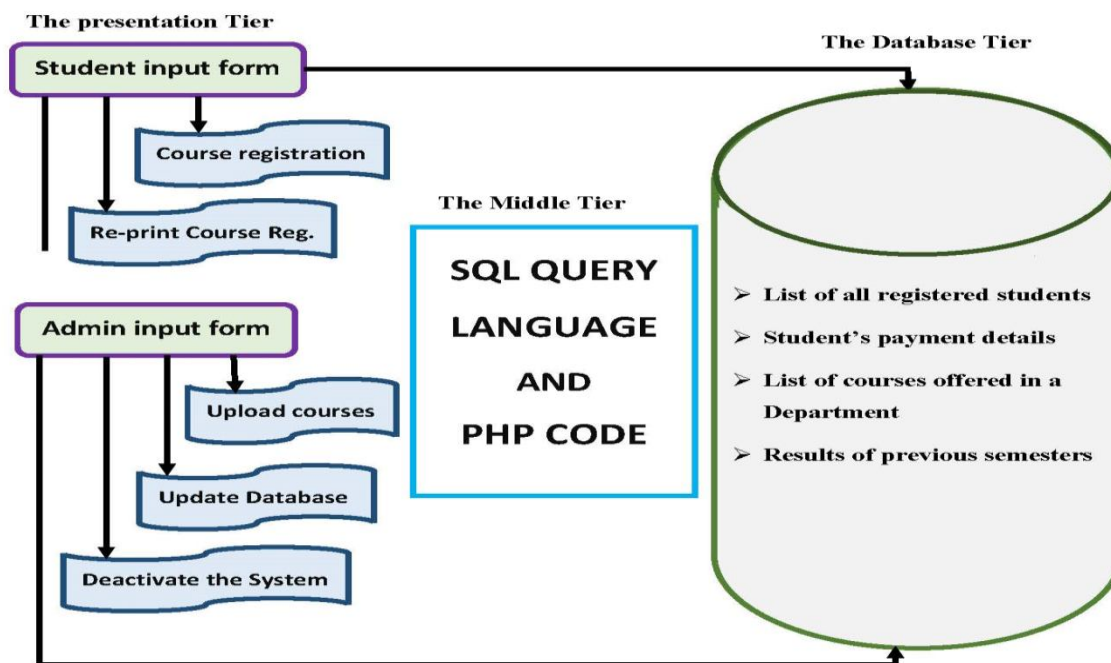 The presentation Tier
Student input form
Course registration
Re-print Course Reg.
Admin input form
Upload courses
Update Database
Deactivate the System
The Middle Tier
SQL QUERY
LANGUAGE
AND
PHP CODE
The Database Tier
➢ List of all registered students
➢ Student’s payment details
➢ List of courses offered in a
Department
➢ Results of previous semesters